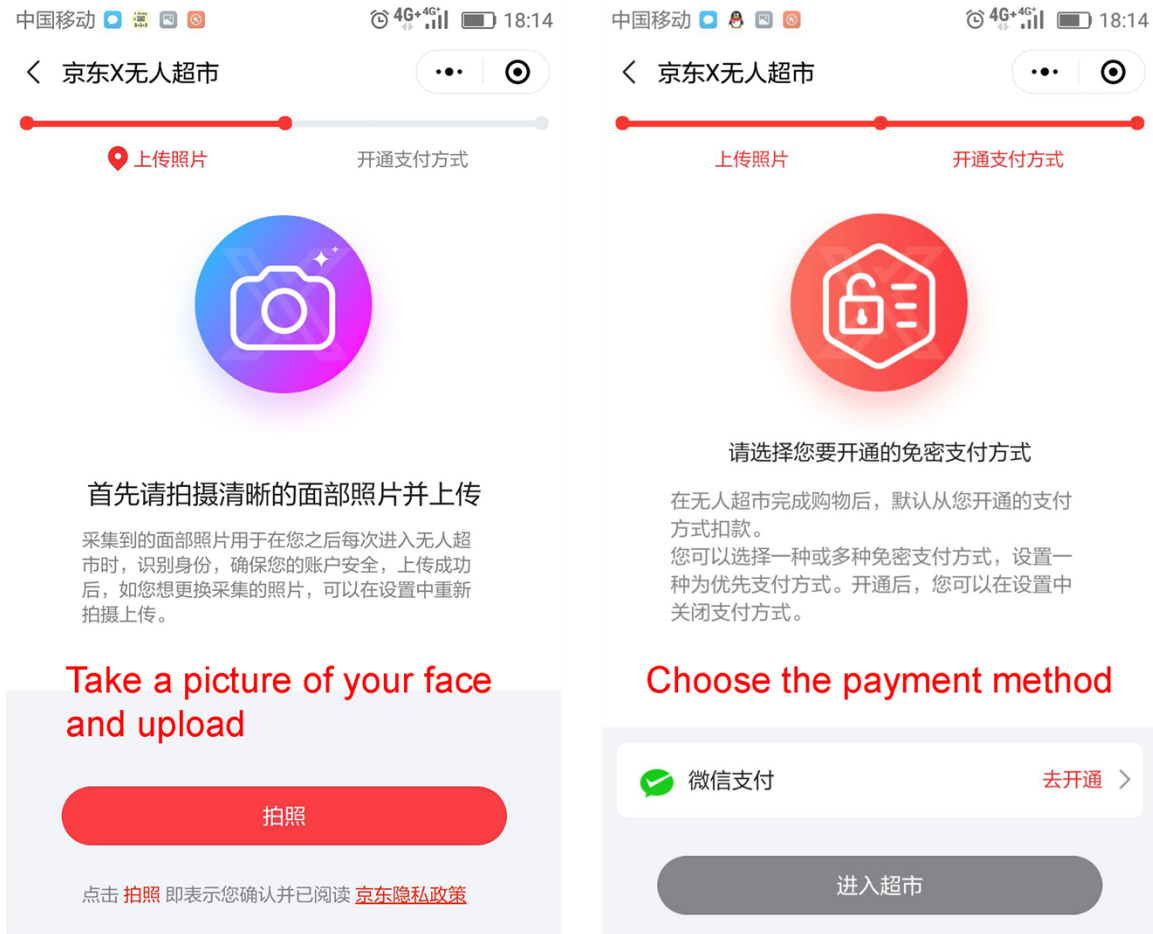 中国移动 4G+ 4G 18:14
京东X无人超市
上传照片 开通支付方式
首先请拍摄清晰的面部照片并上传
采集到的面部照片用于在您之后每次进入无人超
市时，识别身份，确保您的账户安全，上传成功
后，如您想更换采集的照片，可以在设置中重新
拍摄上传。
Take a picture of your face
and upload
拍照
点击 拍照 即表示您确认并已阅读 京东隐私政策
中国移动 4G+ 4G 18:14
京东X无人超市
上传照片 开通支付方式
请选择您要开通的免密支付方式
在无人超市完成购物后，默认从您开通的支付
方式扣款。
您可以选择一种或多种免密支付方式，设置一
种为优先支付方式。开通后，您可以在设置中
关闭支付方式。
Choose the payment method
微信支付 去开通
进入超市